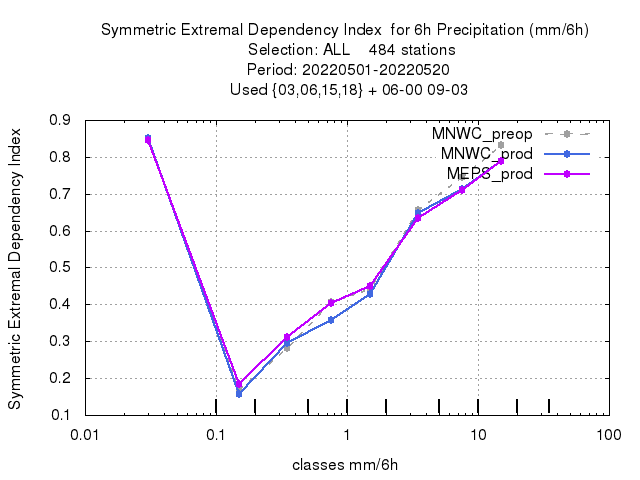 Symmetric Extremal Dependency Index  for 6h Precipitation (mm/6h)
Selection: ALL    484 stations
Period: 20220501-20220520
Used {03,06,15,18} + 06-00 09-03
Symmetric Extremal Dependency Index
0.9
0.8
0.7
0.6
0.5
0.4
0.3
0.2
0.1
MNWC_preop
MNWC_prod
MEPS_prod
0.01
0.1
1
10
100
classes mm/6h